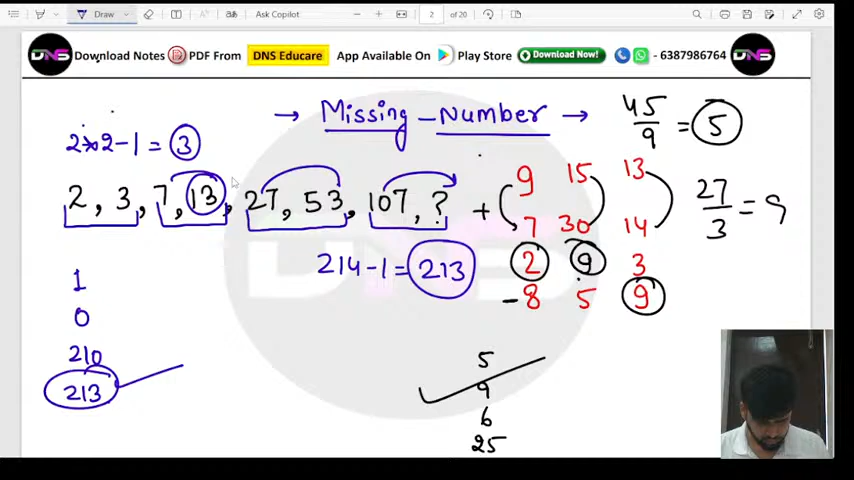 Draw
Ask Copilot
2 of 20
DNS Download Notes PDF From DNS Educare App Available On Play Store Download Now! - 6387986764 DNS
→ Missing-Number →
2×2-1 = 3
2, 3, 7, 13, 27, 53, 107, ?
214-1 = 213
1
0
210
213
45/9 = 5
9 15 13
+ 7 30 14
2 9 3
-8 5 9
27/3 = 9
5
9
6
25